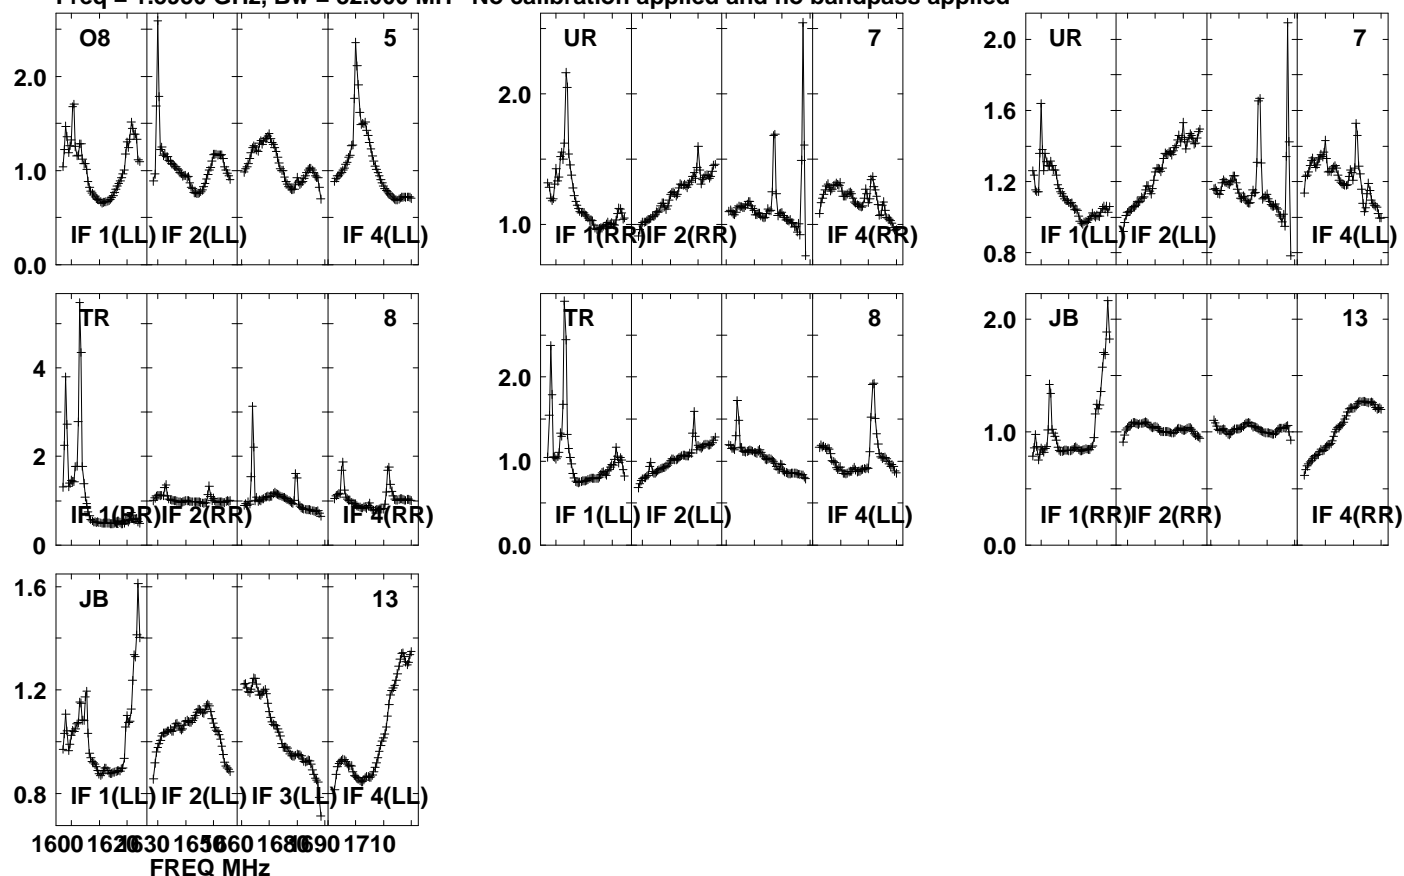 No calibration applied and no bandpass applied
O8 5
2.0
1.0
0.0
IF 1(LL) IF 2(LL) IF 4(LL)
UR 7
2.0
1.0
IF 1(RR) IF 2(RR) IF 4(RR)
UR 7
2.0
1.6
1.2
0.8
IF 1(LL) IF 2(LL) IF 4(LL)
TR 8
4
2
0
IF 1(RR) IF 2(RR) IF 4(RR)
TR 8
2.0
1.0
0.0
IF 1(LL) IF 2(LL) IF 4(LL)
JB 13
2.0
1.0
0.0
IF 1(RR) IF 2(RR) IF 4(RR)
JB 13
1.6
1.2
0.8
IF 1(LL) IF 2(LL) IF 3(LL) IF 4(LL)
1600 1620 1630 1650 1660 1680 1690 1710
FREQ MHz